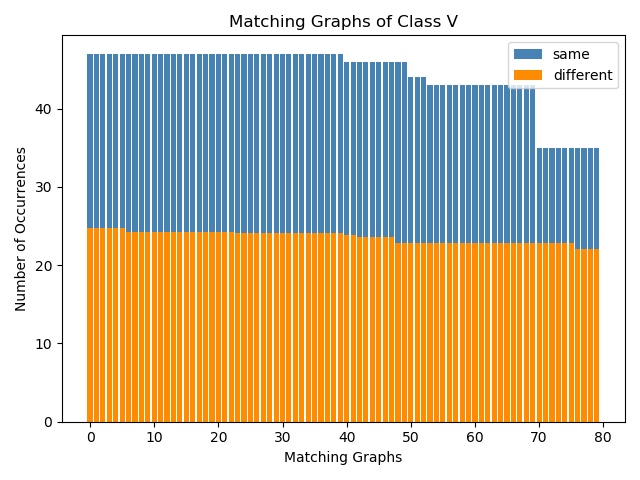 Matching Graphs of Class V
same
different
Number of Occurrences
40
30
20
10
0
0 10 20 30 40 50 60 70 80
Matching Graphs